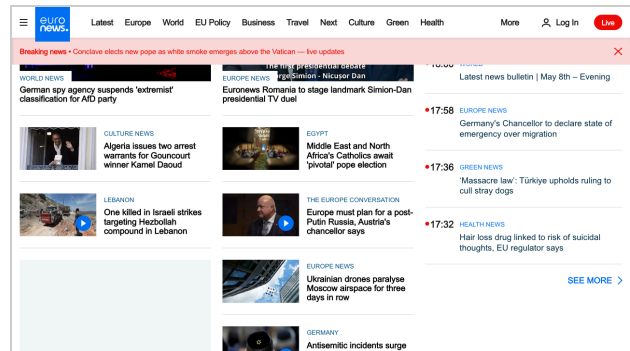 euro
news.
Latest Europe World EU Policy Business Travel Next Culture Green Health More Log In Live
Breaking news • Conclave elects new pope as white smoke emerges above the Vatican — live updates
WORLD NEWS
German spy agency suspends 'extremist'
classification for AfD party
CULTURE NEWS
Algeria issues two arrest
warrants for Gouncourt
winner Kamel Daoud
LEBANON
One killed in Israeli strikes
targeting Hezbollah
compound in Lebanon
The first presidential debate
rge Simion - Nicușor Dan
EUROPE NEWS
Euronews Romania to stage landmark Simion-Dan
presidential TV duel
EGYPT
Middle East and North
Africa's Catholics await
'pivotal' pope election
THE EUROPE CONVERSATION
Europe must plan for a post-
Putin Russia, Austria's
chancellor says
EUROPE NEWS
Ukrainian drones paralyse
Moscow airspace for three
days in row
GERMANY
Antisemitic incidents surge
Latest news bulletin | May 8th – Evening
17:58 EUROPE NEWS
Germany's Chancellor to declare state of
emergency over migration
17:36 GREEN NEWS
'Massacre law': Türkiye upholds ruling to
cull stray dogs
17:32 HEALTH NEWS
Hair loss drug linked to risk of suicidal
thoughts, EU regulator says
SEE MORE